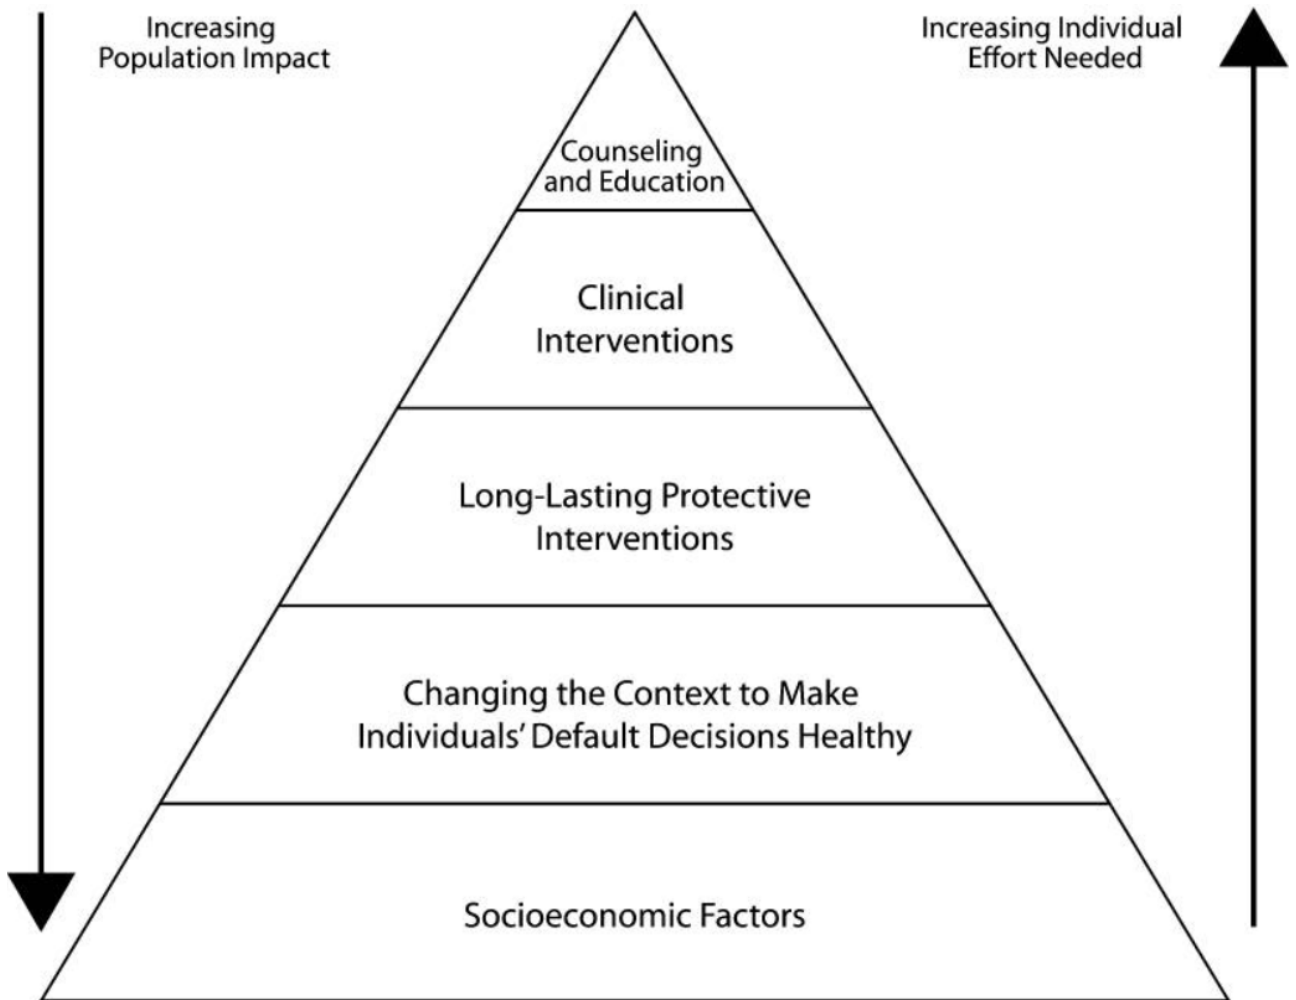 Increasing
Population Impact
Increasing Individual
Effort Needed
Counseling
and Education
Clinical
Interventions
Long-Lasting Protective
Interventions
Changing the Context to Make
Individuals’ Default Decisions Healthy
Socioeconomic Factors